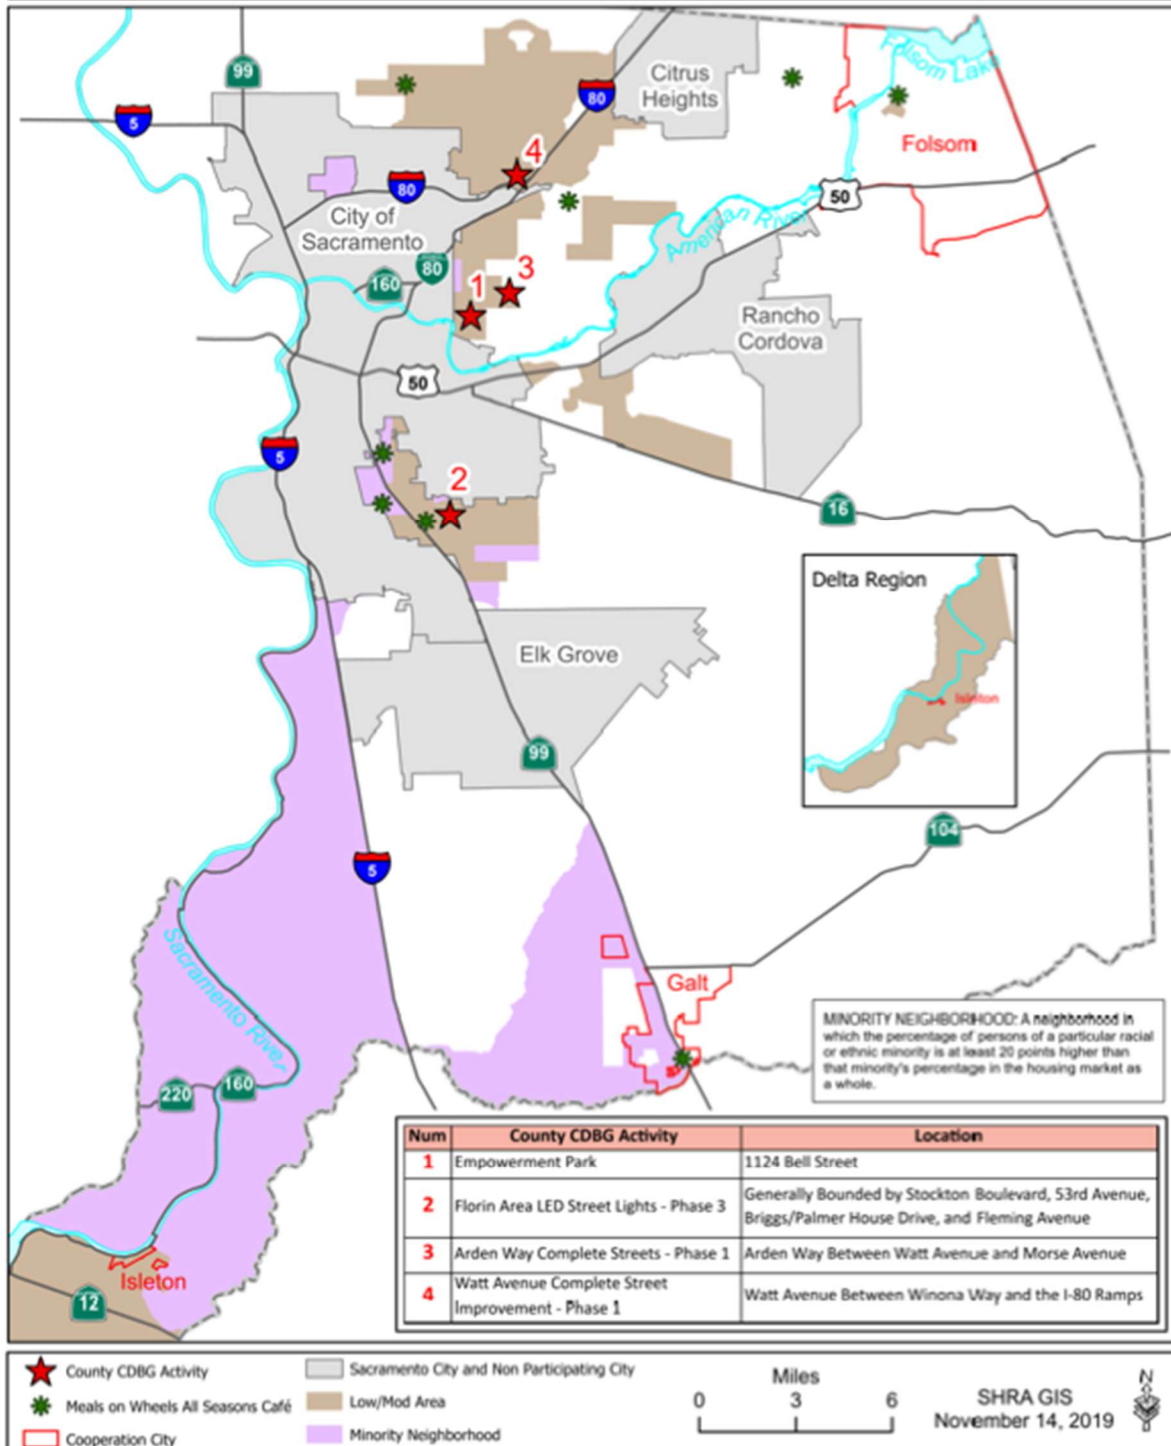 99
5
80
Citrus
Heights
Folsom Lake
Folsom
4
80
City of
Sacramento
50
American River
80
160
1
3
Rancho
Cordova
50
5
2
16
Delta Region
Isleton
Elk Grove
99
104
5
Sacramento River
Galt
MINORITY NEIGHBORHOOD: A neighborhood in
which the percentage of persons of a particular racial
or ethnic minority is at least 20 points higher than
that minority's percentage in the housing market as
a whole.
220
160
Isleton
12
Num County CDBG Activity Location
1 Empowerment Park 1124 Bell Street
2 Florin Area LED Street Lights - Phase 3 Generally Bounded by Stockton Boulevard, 53rd Avenue,
Briggs/Palmer House Drive, and Fleming Avenue
3 Arden Way Complete Streets - Phase 1 Arden Way Between Watt Avenue and Morse Avenue
4 Watt Avenue Complete Street
Improvement - Phase 1 Watt Avenue Between Winona Way and the I-80 Ramps
County CDBG Activity
Meals on Wheels All Seasons Café
Cooperation City
Sacramento City and Non Participating City
Low/Mod Area
Minority Neighborhood
Miles
0 3 6
SHRA GIS
November 14, 2019
N